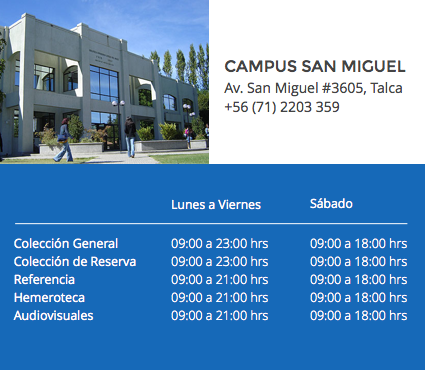 CAMPUS SAN MIGUEL
Av. San Miguel #3605, Talca
+56 (71) 2203 359
Lunes a Viernes Sábado
Colección General 09:00 a 23:00 hrs 09:00 a 18:00 hrs
Colección de Reserva 09:00 a 23:00 hrs 09:00 a 18:00 hrs
Referencia 09:00 a 21:00 hrs 09:00 a 18:00 hrs
Hemeroteca 09:00 a 21:00 hrs 09:00 a 18:00 hrs
Audiovisuales 09:00 a 21:00 hrs 09:00 a 18:00 hrs